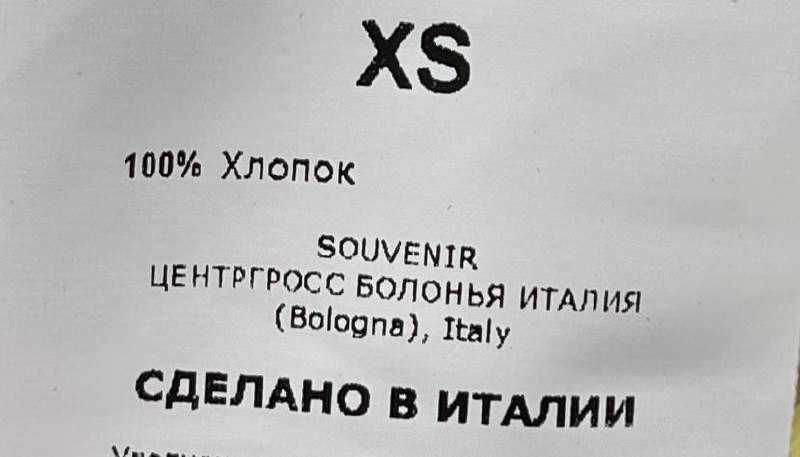 XS
100% Хлопок
SOUVENIR
ЦЕНТРГРОСС БОЛОНЬЯ ИТАЛИЯ
(Bologna), Italy
СДЕЛАНО В ИТАЛИИ